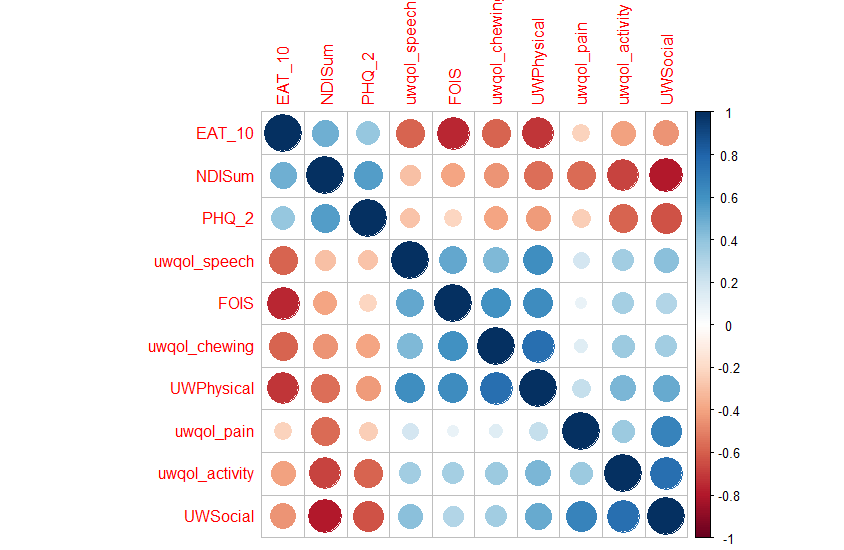 EAT_10
NDISum
PHQ_2
uwqol_speech
FOIS
uwqol_chewing
UWPhysical
uwqol_pain
uwqol_activity
UWSocial
EAT_10
NDISum
PHQ_2
uwqol_speech
FOIS
uwqol_chewing
UWPhysical
uwqol_pain
uwqol_activity
UWSocial
1
0.8
0.6
0.4
0.2
0
-0.2
-0.4
-0.6
-0.8
-1